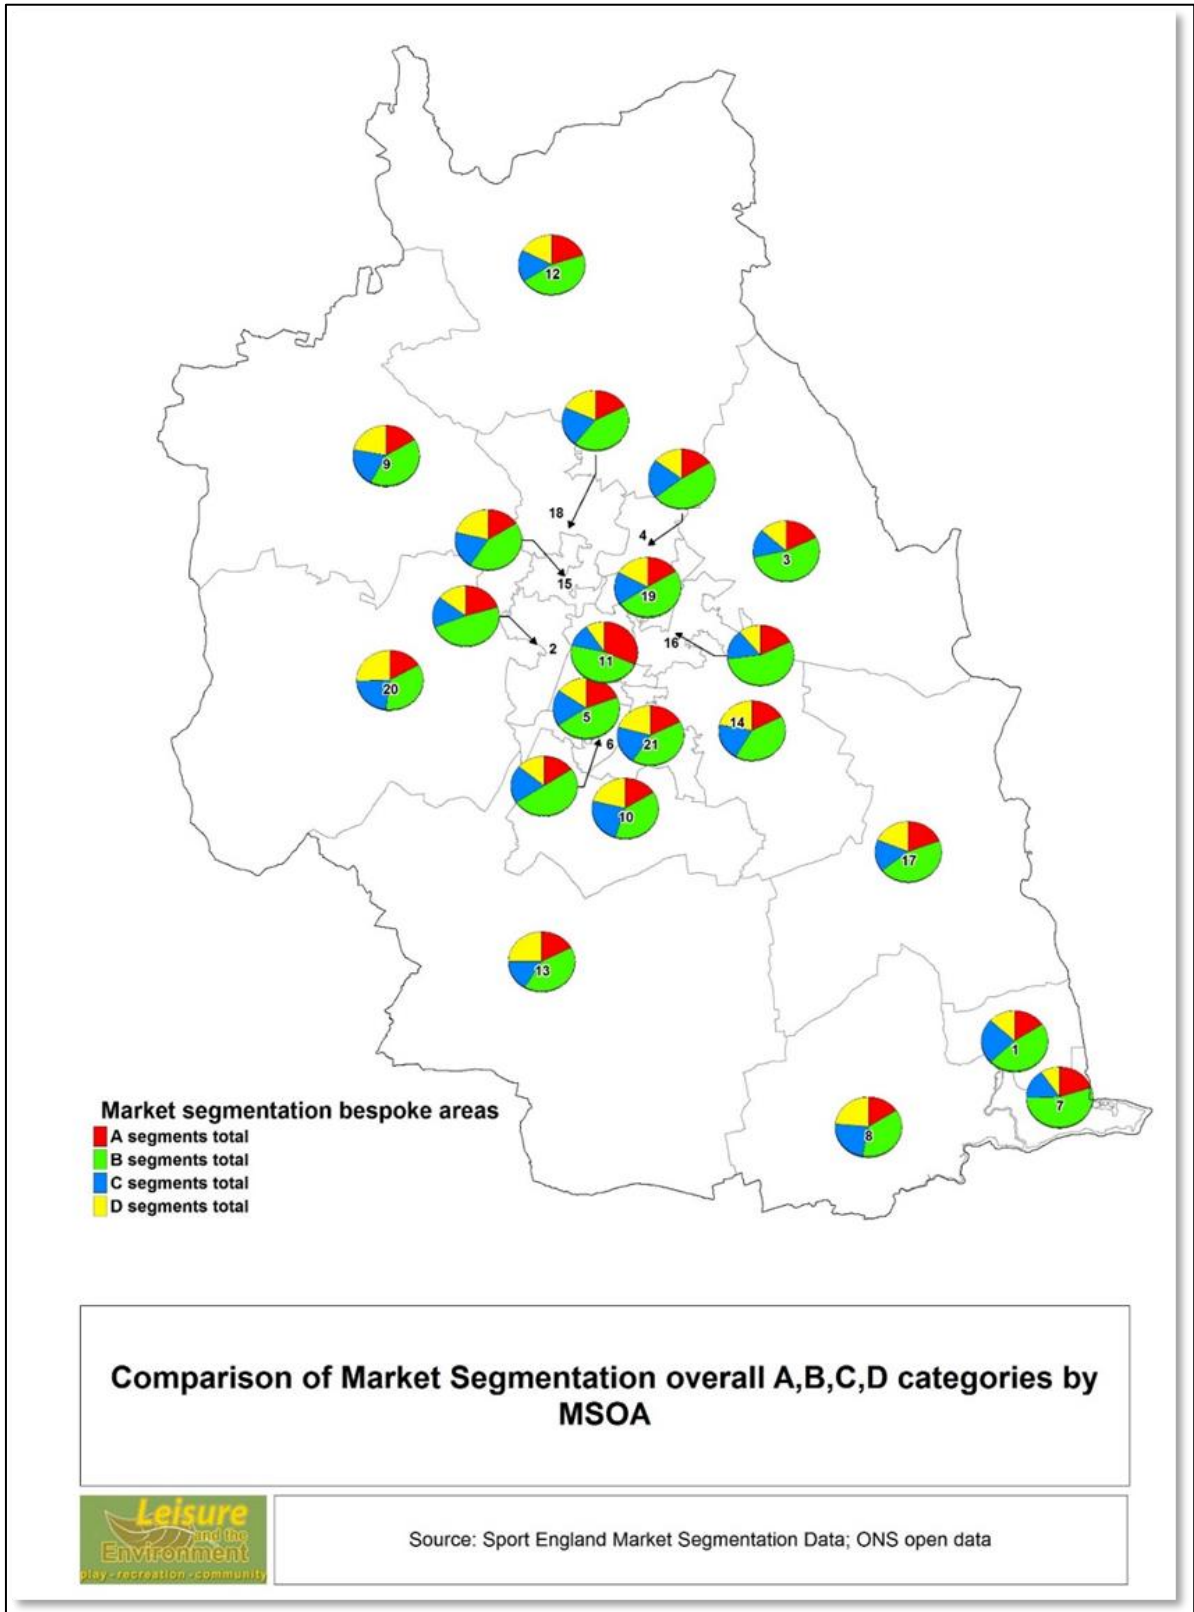 12
9
18
4
3
15
19
2
16
11
20
5
14
6
21
10
17
13
1
7
8
Market segmentation bespoke areas
A segments total
B segments total
C segments total
D segments total
Comparison of Market Segmentation overall A,B,C,D categories by
MSOA
Leisure
and the
Environment
play - recreation - community
Source: Sport England Market Segmentation Data; ONS open data